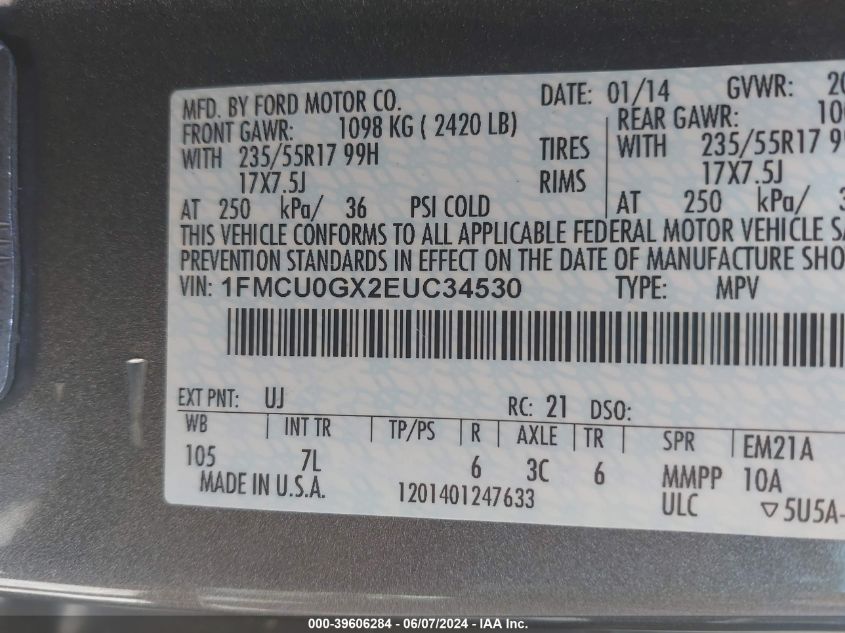 MFD. BY FORD MOTOR CO. DATE: 01/14 GVWR:
FRONT GAWR: 1098 KG ( 2420 LB) REAR GAWR:
WITH 235/55R17 99H TIRES WITH 235/55R17
17X7.5J RIMS 17X7.5J
AT 250 kPa/ 36 PSI COLD AT 250 kPa/
THIS VEHICLE CONFORMS TO ALL APPLICABLE FEDERAL MOTOR VEHICLE
PREVENTION STANDARDS IN EFFECT ON THE DATE OF MANUFACTURE
VIN: 1FMCU0GX2EUC34530 TYPE: MPV
EXT PNT: UJ RC: 21 DSO:
WB INT TR TP/PS R AXLE TR SPR EM21A
105 7L 6 3C 6 MMPP 10A
MADE IN U.S.A. 1201401247633 ULC ▽5U5A-
000-39606284 - 06/07/2024 - IAA Inc.